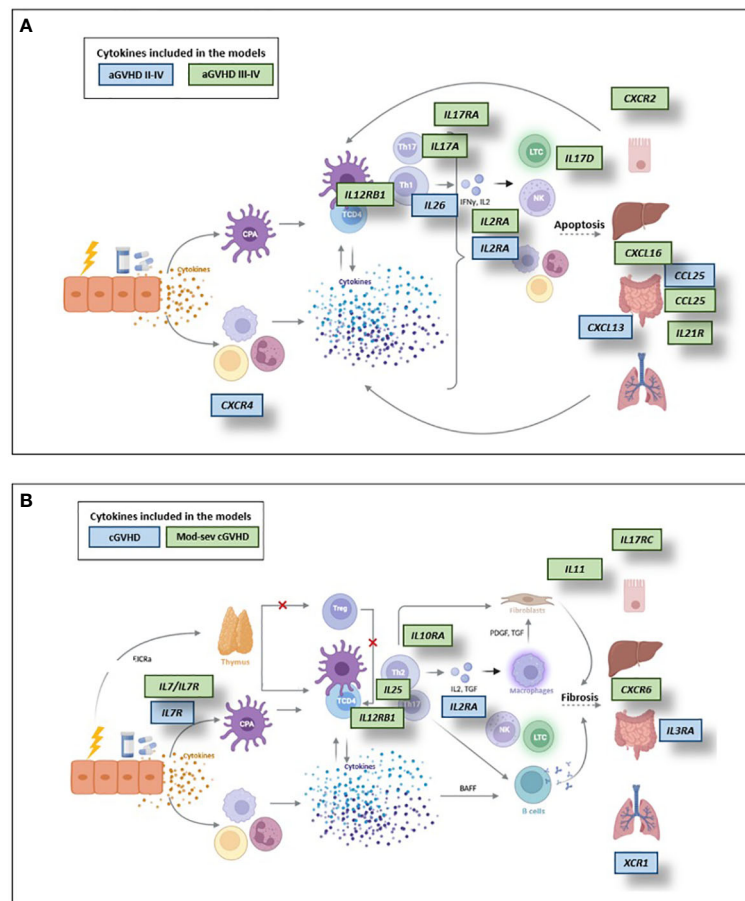 A
Cytokines included in the models
aGVHD II-IV
aGVHD III-IV
CXCR2
IL17RA
Th17
IL17A
LTC
IL17D
IL12RB1
Th1
IFNγ, IL2
NK
TCD4
IL26
IL2RA
IL2RA
Apoptosis
CPA
CXCL16
Cytokines
Cytokines
CCL25
CCL25
CXCL13
IL21R
CXCR4
B
Cytokines included in the models
cGVHD
Mod-sev cGVHD
IL17RC
IL11
Treg
Fibroblasts
Thymus
IL10RA
PDGF, TGF
Th2
IL7/IL7R
IL25
IL2, TGF
Macrophages
Fibrosis
CXCR6
IL7R
CPA
TCD4
Th17
IL12RB1
IL2RA
NK
LTC
IL3RA
Cytokines
Cytokines
BAFF
B cells
XCR1